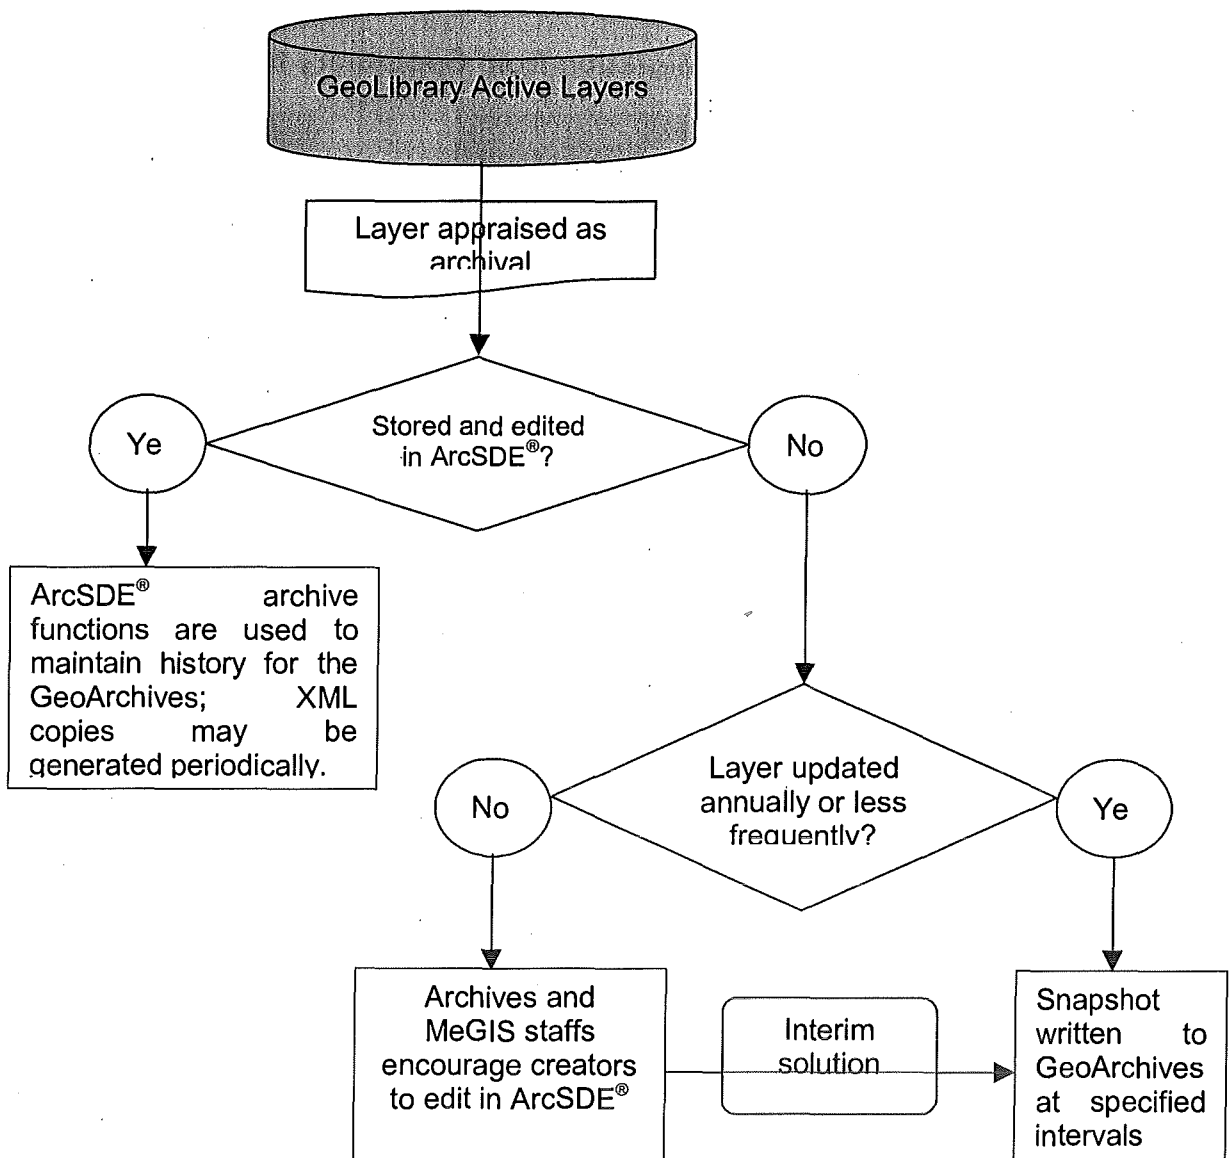 GeoLibrary Active Layers
Layer appraised as
archival
Stored and edited
in ArcSDE®?
Ye
No
ArcSDE® archive
functions are used to
maintain history for the
GeoArchives; XML
copies may be
generated periodically.
Layer updated
annually or less
frequently?
No
Ye
Archives and
MeGIS staffs
encourage creators
to edit in ArcSDE®
Interim
solution
Snapshot
written to
GeoArchives
at specified
intervals